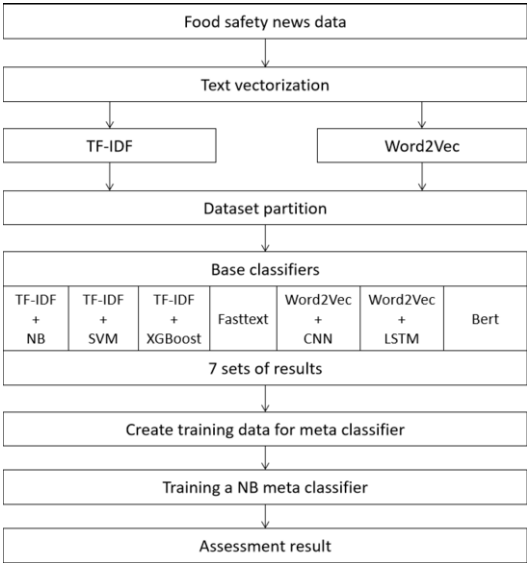 Food safety news data
Text vectorization
TF-IDF
Word2Vec
Dataset partition
Base classifiers
TF-IDF
+
NB
TF-IDF
+
SVM
TF-IDF
+
XGBoost
Fasttext
Word2Vec
+
CNN
Word2Vec
+
LSTM
Bert
7 sets of results
Create training data for meta classifier
Training a NB meta classifier
Assessment result